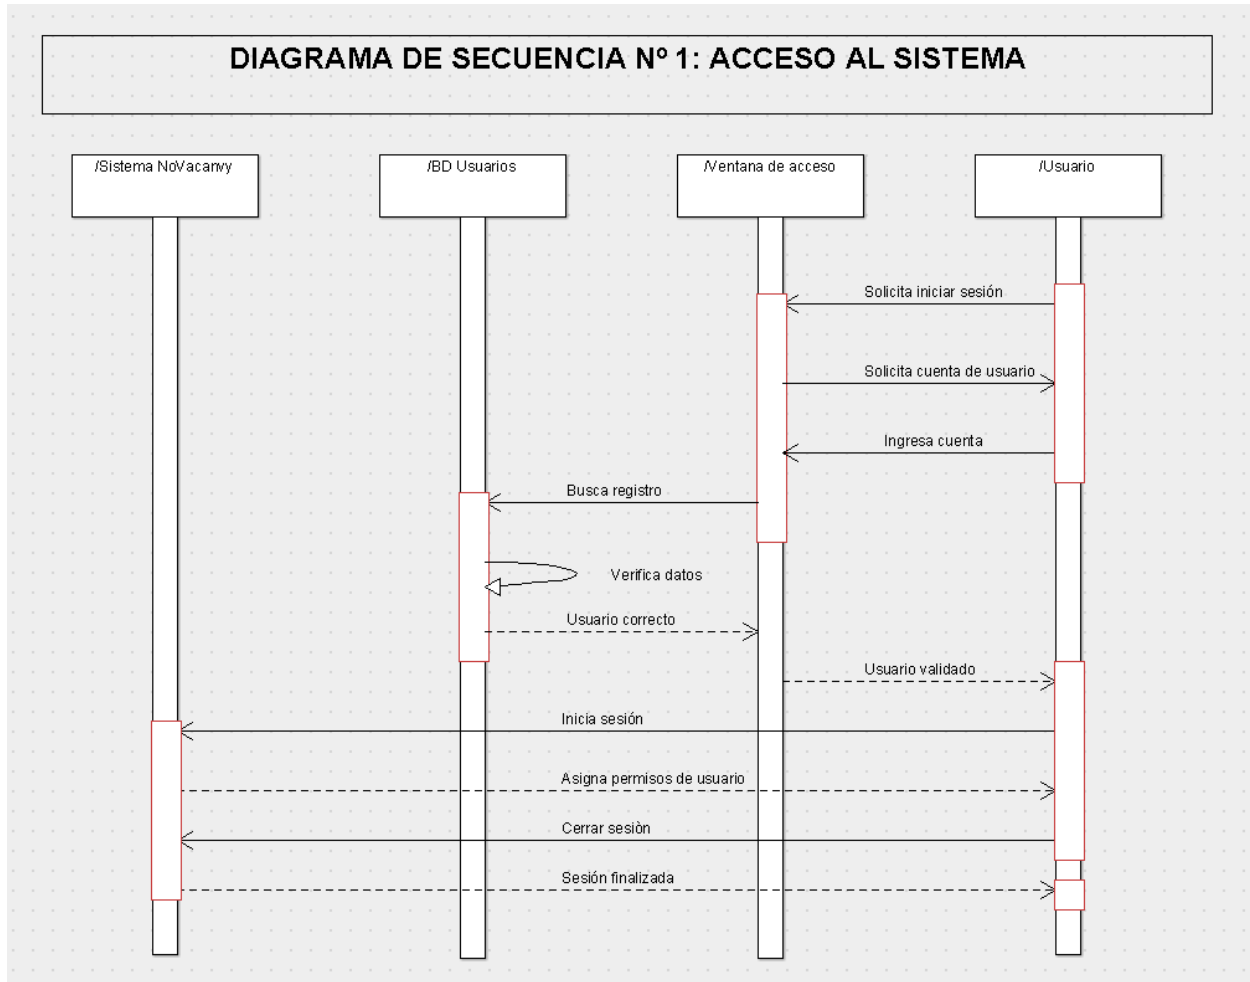 DIAGRAMA DE SECUENCIA Nº 1: ACCESO AL SISTEMA
/Sistema NoVacanvy
/BD Usuarios
/Ventana de acceso
/Usuario
Solicita iniciar sesión
Solicita cuenta de usuario
Ingresa cuenta
Busca registro
Verifica datos
Usuario correcto
Usuario validado
Inicia sesión
Asigna permisos de usuario
Cerrar sesiòn
Sesión finalizada